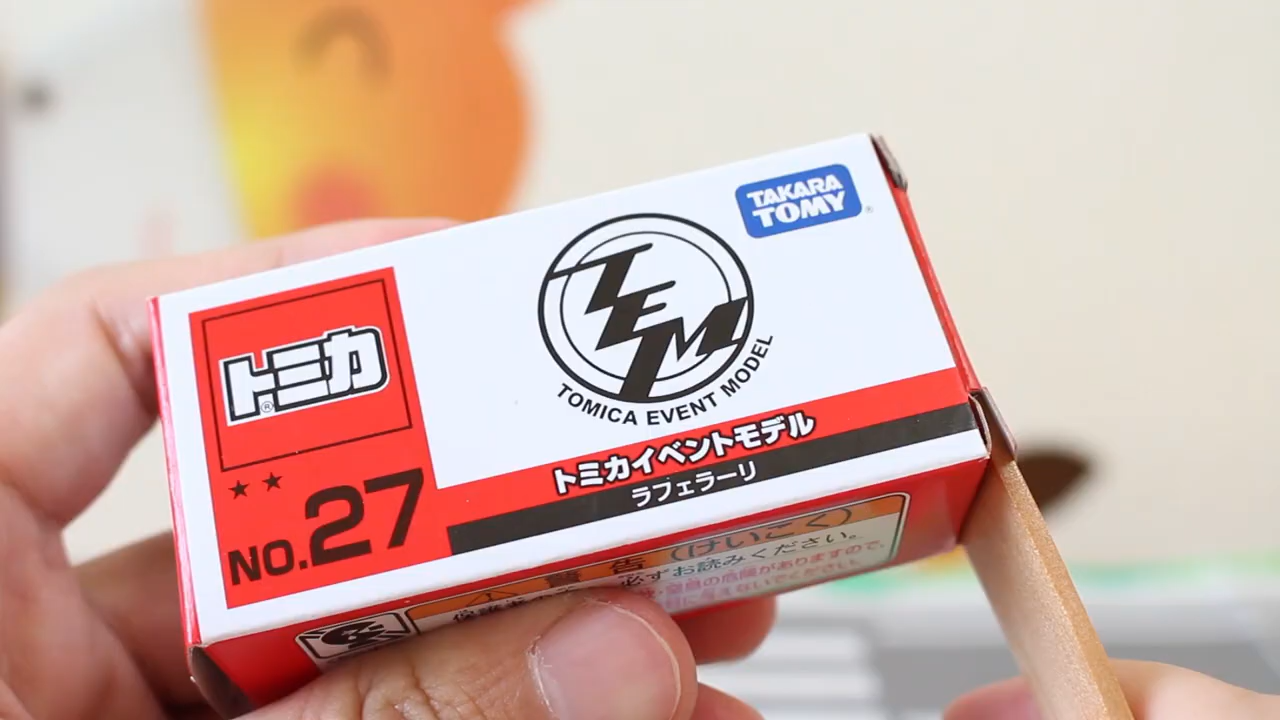 TAKARA
TOMY
TEM
TOMICA EVENT MODEL
トミカ
®
NO.27
トミカイベントモデル
ラフェラーリ
警告(けいこく)
必ずお読みください。